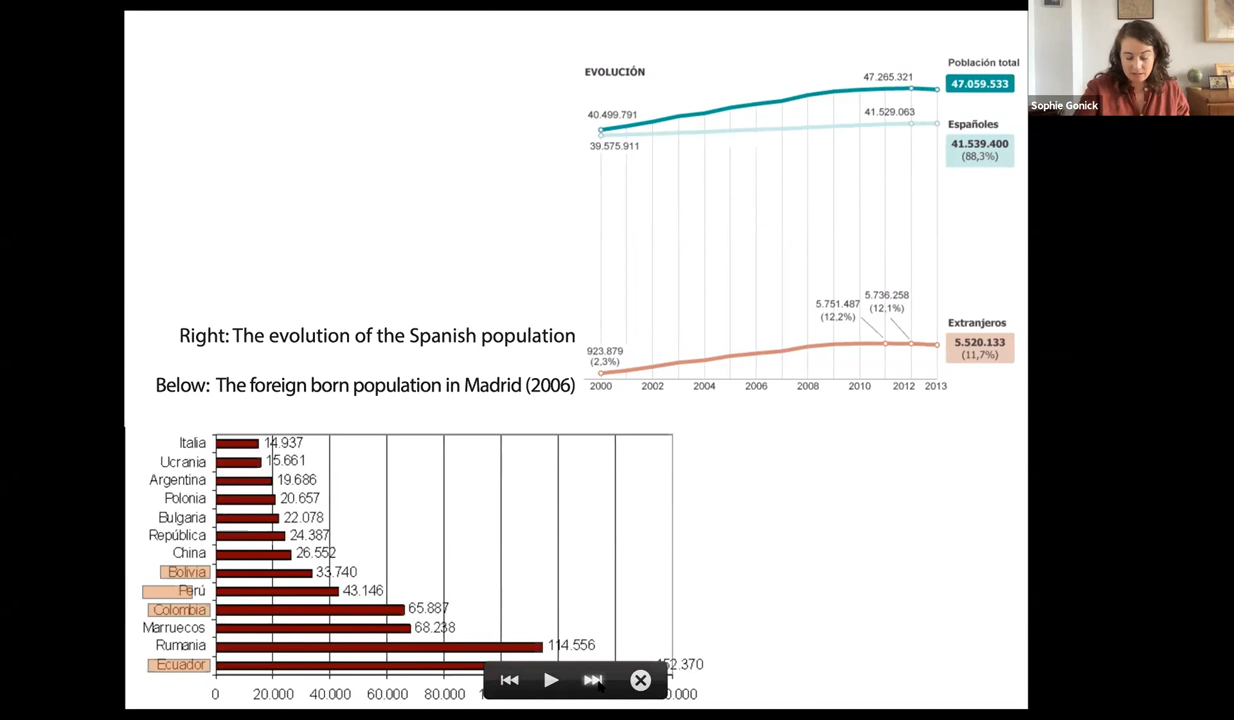 EVOLUCIÓN
Población total
47.265.321
47.059.533
40.499.791
41.529.063
Españoles
39.575.911
41.539.400
(88,3%)
5.751.487
(12,2%)
5.736.258
(12,1%)
Extranjeros
5.520.133
(11,7%)
923.879
(2,3%)
2000 2002 2004 2006 2008 2010 2012 2013
Right: The evolution of the Spanish population
Below: The foreign born population in Madrid (2006)
Italia 14.937
Ucrania 15.661
Argentina 19.686
Polonia 20.657
Bulgaria 22.078
República 24.387
China 26.552
Bolivia 33.740
Perú 43.146
Colombia 65.887
Marruecos 68.238
Rumania 114.556
Ecuador 52.370
0 20.000 40.000 60.000 80.000
Sophie Gonick